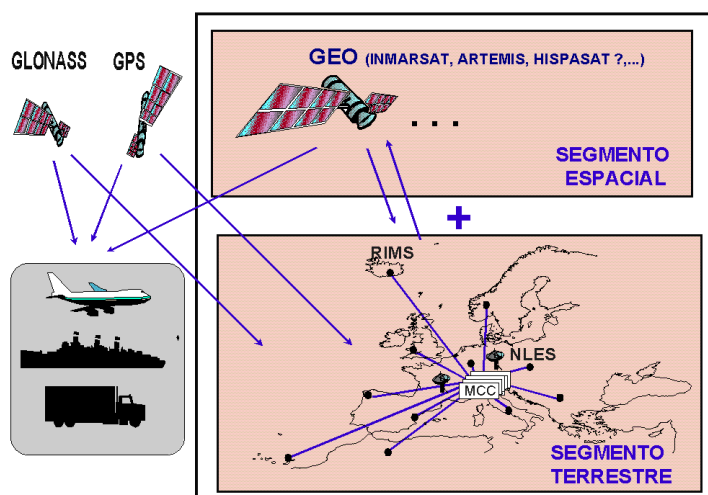 GLONASS GPS
GEO (INMARSAT, ARTEMIS, HISPASAT ?,...)
. . .
SEGMENTO
ESPACIAL
+
RIMS
NLES
MCC
SEGMENTO
TERRESTRE